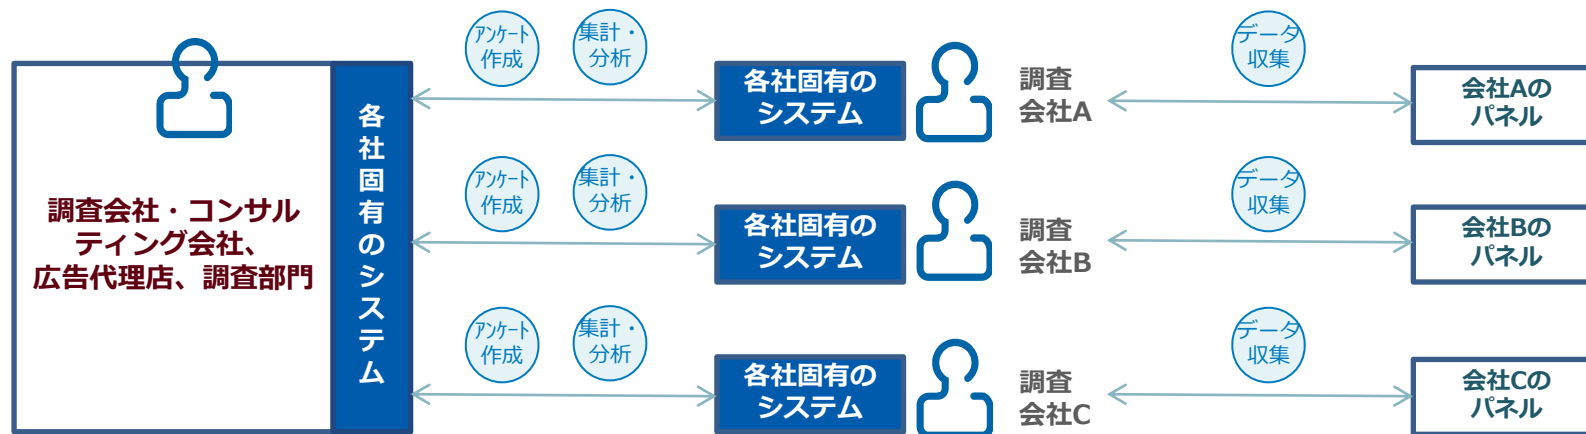 調査会社・コンサル
ティング会社、
広告代理店、調査部門
各社固有のシステム
アンケート
作成
集計・
分析
各社固有の
システム
調査
会社A
データ
収集
会社Aの
パネル
アンケート
作成
集計・
分析
各社固有の
システム
調査
会社B
データ
収集
会社Bの
パネル
アンケート
作成
集計・
分析
各社固有の
システム
調査
会社C
データ
収集
会社Cの
パネル